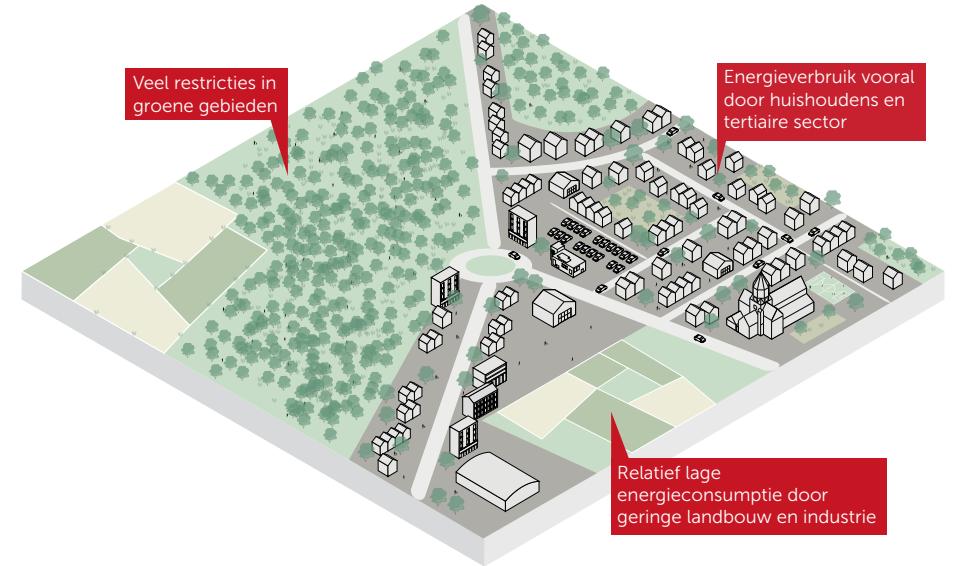 Veel restricties in
groene gebieden
Energieverbruik vooral
door huishoudens en
tertiaire sector
Relatief lage
energieconsumptie door
geringe landbouw en industrie